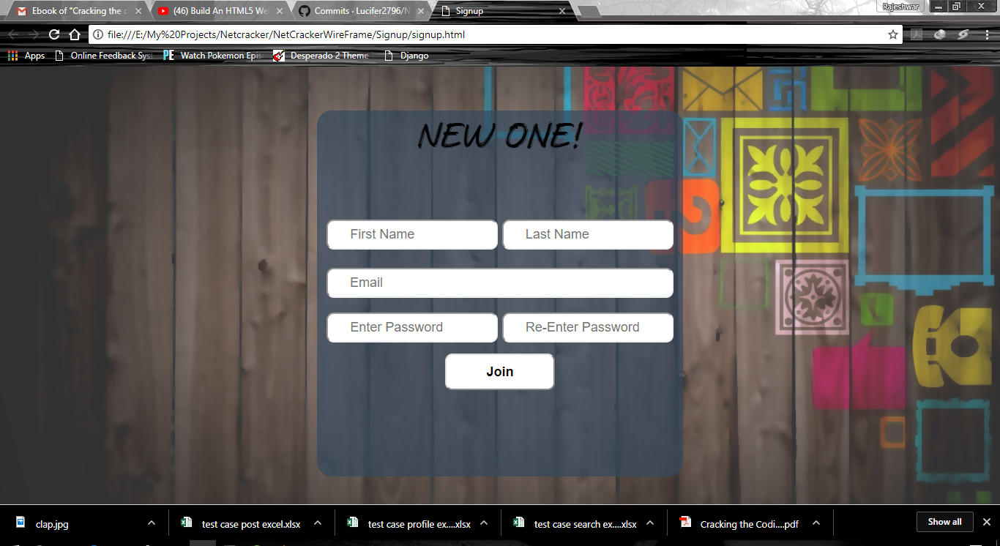 Ebook of "Cracking the c
(46) Build An HTML5 We
Commits · Lucifer2796/N
Signup
Rajeshwar
file:///E:/My%20Projects/Netcracker/NetCrackerWireFrame/Signup/signup.html
Apps
Online Feedback Sys
PE
Watch Pokemon Epis
Desperado 2 Theme
Django
NEW ONE!
First Name
Last Name
Email
Enter Password
Re-Enter Password
Join
clap.jpg
test case post excel.xlsx
test case profile ex....xlsx
test case search ex....xlsx
Cracking the Codi....pdf
Show all